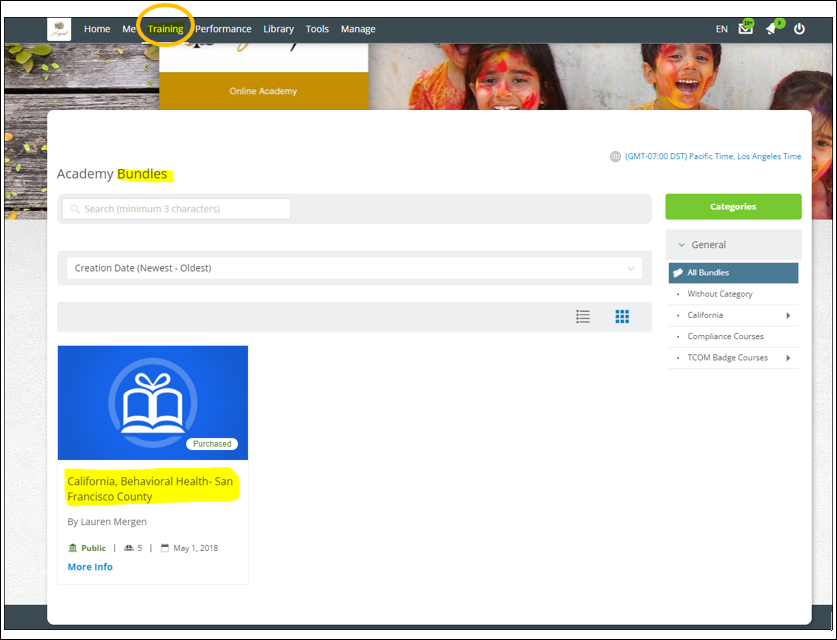 Home Me Training Performance Library Tools Manage EN
Online Academy
(GMT-07:00 DST) Pacific Time, Los Angeles Time
Academy Bundles
Search (minimum 3 characters)
Creation Date (Newest - Oldest)
Purchased
California, Behavioral Health- San
Francisco County
By Lauren Mergen
Public | 5 | May 1, 2018
More Info
Categories
General
All Bundles
Without Category
California
Compliance Courses
TCOM Badge Courses